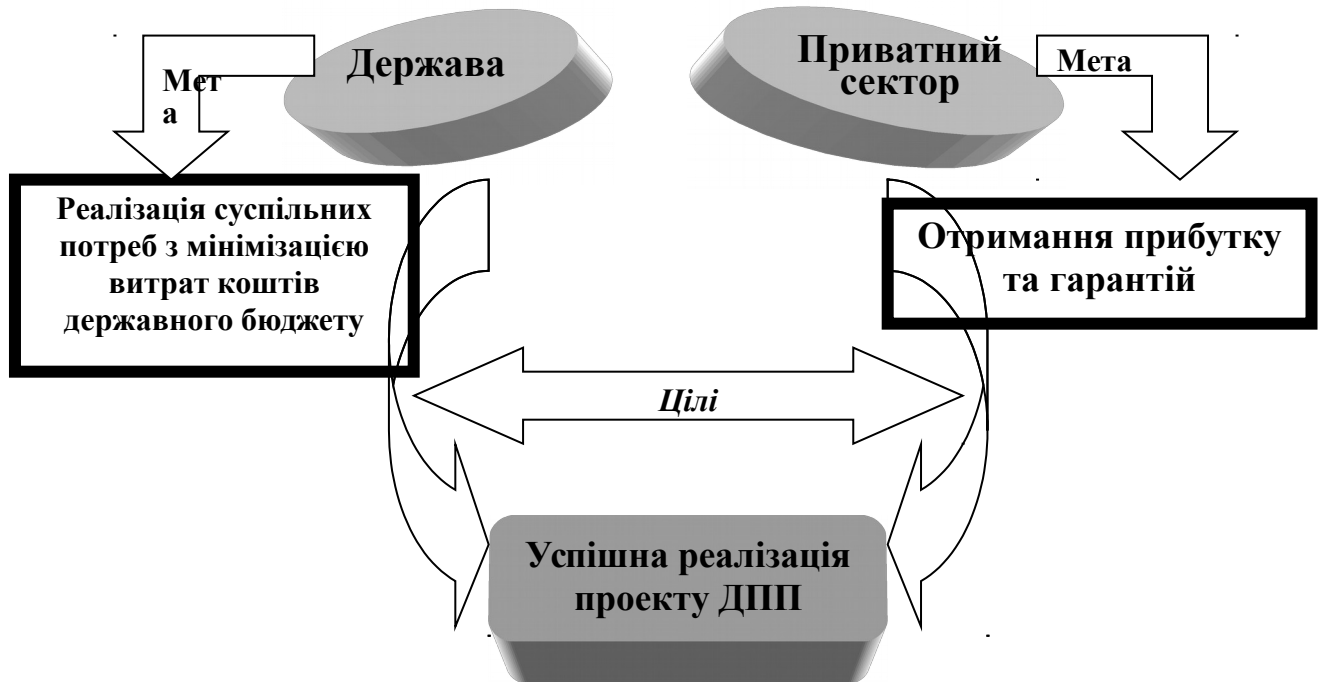 Держава
Приватний
сектор
Мет
а
Мета
Реалізація суспільних
потреб з мінімізацією
витрат коштів
державного бюджету
Отримання прибутку
та гарантій
Цілі
Успішна реалізація
проекту ДПП